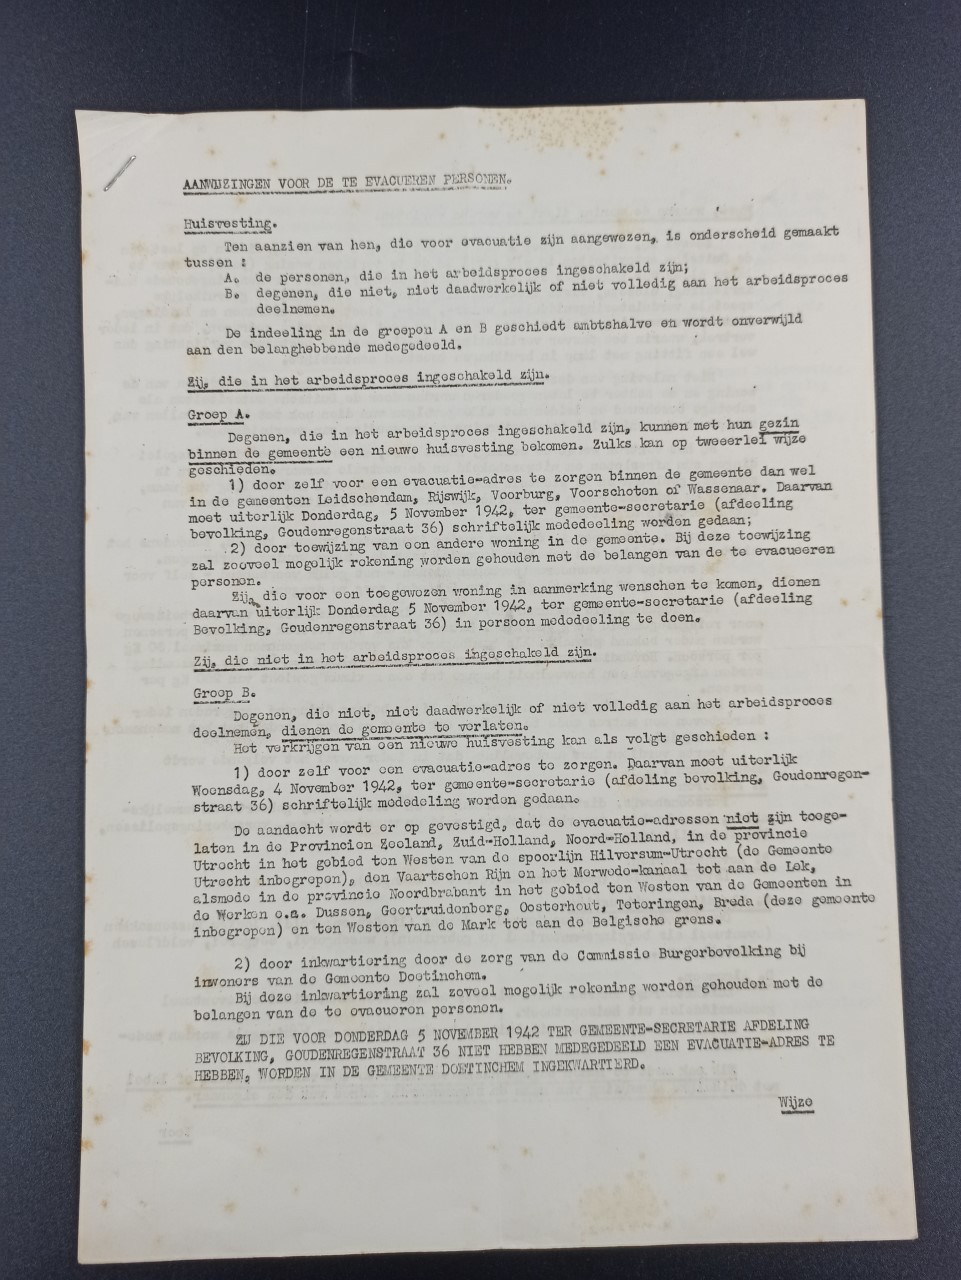 AANWIJZINGEN VOOR DE TE EVACUEREN PERSONEN.
Huisvesting.
Ten aanzien van hen, die voor evacuatie zijn aangewezen, is onderscheid gemaakt
tussen :
A. de personen, die in het arbeidsproces ingeschakeld zijn;
B. degenen, die niet, niet daadwerkelijk of niet volledig aan het arbeidsproces
deelnemen.
De indeeling in de groepen A en B geschiedt ambtshalve en wordt onverwijld
aan den belanghebbende medegedeeld.
Zij, die in het arbeidsproces ingeschakeld zijn.
Groep A.
Degenen, die in het arbeidsproces ingeschakeld zijn, kunnen met hun gezin
binnen de gemeente een nieuwe huisvesting bekomen. Zulks kan op tweeerlei wijze
geschieden.
1) door zelf voor een evacuatie-adres te zorgen binnen de gemeente dan wel
in de gemeenten Leidschendam, Rijswijk, Voorburg, Voorschoten of Wassenaar. Daarvan
moet uiterlijk Donderdag, 5 November 1942, ter gemeente-secretarie (afdeeling
bevolking, Goudenregenstraat 36) schriftelijk mededeeling worden gedaan;
2) door toewijzing van een andere woning in de gemeente. Bij deze toewijzing
zal zooveel mogelijk rekening worden gehouden met de belangen van de te evacueeren
personen.
Zij, die voor een toegewezen woning in aanmerking wenschen te komen, dienen
daarvan uiterlijk Donderdag 5 November 1942, ter gemeente-secretarie (afdeeling
Bevolking, Goudenregenstraat 36) in persoon mededeeling te doen.
Zij, die niet in het arbeidsproces ingeschakeld zijn.
Groep B.
Degenen, die niet, niet daadwerkelijk of niet volledig aan het arbeidsproces
deelnemen, dienen de gemeente te verlaten.
Het verkrijgen van een nieuwe huisvesting kan als volgt geschieden :
1) door zelf voor een evacuatie-adres te zorgen. Daarvan moet uiterlijk
Woensdag, 4 November 1942, ter gemeente-secretarie (afdeling bevolking, Goudenregen-
straat 36) schriftelijk mededeling worden gedaan.
De aandacht wordt er op gevestigd, dat de evacuatie-adressen niet zijn toege-
laten in de Provincien Zeeland, Zuid-Holland, Noord-Holland, in de provincie
Utrecht in het gebied ten Westen van de spoorlijn Hilversum-Utrecht (de Gemeente
Utrecht inbegrepen), den Vaartschen Rijn en het Merwede-kanaal tot aan de Lek,
alsmede in de provincie Noordbrabant in het gebied ten Westen van de Gemeenten in
de Werken e.a. Dussen, Geertruidenberg, Oosterhout, Teteringen, Breda (deze gemeente
inbegrepen) en ten Westen van de Mark tot aan de Belgische grens.
2) door inkwartiering door de zorg van de Commissie Burgerbevolking bij
inwoners van de Gemeente Doetinchem.
Bij deze inkwartiering zal zoveel mogelijk rekening worden gehouden met de
belangen van de te evacueren personen.
ZIJ DIE VOOR DONDERDAG 5 NOVEMBER 1942 TER GEMEENTE-SECRETARIE AFDELING
BEVOLKING, GOUDENREGENSTRAAT 36 NIET HEBBEN MEDEGEDEELD EEN EVACUATIE-ADRES TE
HEBBEN, WORDEN IN DE GEMEENTE DOETINCHEM INGEKWARTIERD.
Wijze